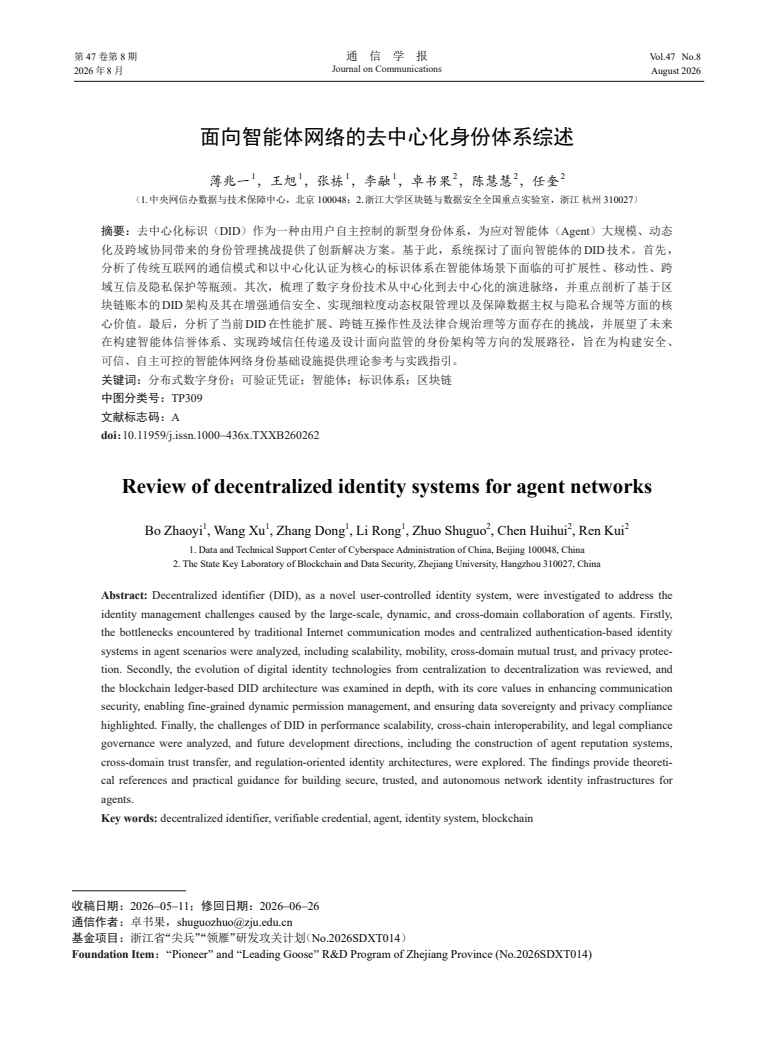 第 47 卷第 8 期
2026 年 8 月
通 信 学 报
Journal on Communications
Vol.47 No.8
August 2026
面向智能体网络的去中心化身份体系综述
薄兆一1，王旭1，张栋1，李融1，卓书果2，陈慧慧2，任奎2
（1. 中央网信办数据与技术保障中心，北京 100048；2. 浙江大学区块链与数据安全全国重点实验室，浙江 杭州 310027）
摘要：去中心化标识（DID）作为一种由用户自主控制的新型身份体系，为应对智能体（Agent）大规模、动态
化及跨域协同带来的身份管理挑战提供了创新解决方案。基于此，系统探讨了面向智能体的 DID 技术。首先，
分析了传统互联网的通信模式和以中心化认证为核心的标识体系在智能体场景下面临的可扩展性、移动性、跨
域互信及隐私保护等瓶颈。其次，梳理了数字身份技术从中心化到去中心化的演进脉络，并重点剖析了基于区
块链账本的 DID 架构及其在增强通信安全、实现细粒度动态权限管理以及保障数据主权与隐私合规等方面的核
心价值。最后，分析了当前 DID 在性能扩展、跨链互操作性及法律合规治理等方面存在的挑战，并展望了未来
在构建智能体信誉体系、实现跨域信任传递及设计面向监管的身份架构等方向的发展路径，旨在为构建安全、
可信、自主可控的智能体网络身份基础设施提供理论参考与实践指引。
关键词：分布式数字身份；可验证凭证；智能体；标识体系；区块链
中图分类号：TP309
文献标志码：A
doi:10.11959/j.issn.1000−436x.TXXB260262
Review of decentralized identity systems for agent networks
Bo Zhaoyi1, Wang Xu1, Zhang Dong1, Li Rong1, Zhuo Shuguo2, Chen Huihui2, Ren Kui2
1. Data and Technical Support Center of Cyberspace Administration of China, Beijing 100048, China
2. The State Key Laboratory of Blockchain and Data Security, Zhejiang University, Hangzhou 310027, China
Abstract: Decentralized identifier (DID), as a novel user-controlled identity system, were investigated to address the
identity management challenges caused by the large-scale, dynamic, and cross-domain collaboration of agents. Firstly,
the bottlenecks encountered by traditional Internet communication modes and centralized authentication-based identity
systems in agent scenarios were analyzed, including scalability, mobility, cross-domain mutual trust, and privacy protec-
tion. Secondly, the evolution of digital identity technologies from centralization to decentralization was reviewed, and
the blockchain ledger-based DID architecture was examined in depth, with its core values in enhancing communication
security, enabling fine-grained dynamic permission management, and ensuring data sovereignty and privacy compliance
highlighted. Finally, the challenges of DID in performance scalability, cross-chain interoperability, and legal compliance
governance were analyzed, and future development directions, including the construction of agent reputation systems,
cross-domain trust transfer, and regulation-oriented identity architectures, were explored. The findings provide theoreti-
cal references and practical guidance for building secure, trusted, and autonomous network identity infrastructures for
agents.
Key words: decentralized identifier, verifiable credential, agent, identity system, blockchain
收稿日期：2026−05−11；修回日期：2026−06−26
通信作者：卓书果，shuguozhuo@zju.edu.cn
基金项目：浙江省“尖兵”“领雁”研发攻关计划（No.2026SDXT014）
Foundation Item: “Pioneer” and “Leading Goose” R&D Program of Zhejiang Province (No.2026SDXT014)